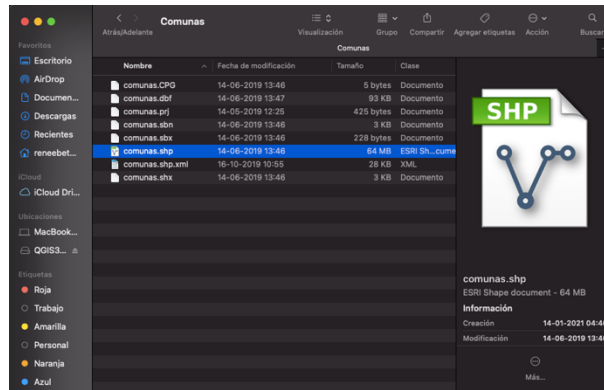 Comunas
Atrás/Adelante
Visualización
Grupo
Compartir
Agregar etiquetas
Acción
Buscar
Comunas
Favoritos
Escritorio
AirDrop
Documen...
Descargas
Recientes
reneebet...
iCloud
iCloud Dri...
Ubicaciones
MacBook...
QGIS3...
Etiquetas
Roja
Trabajo
Amarilla
Personal
Naranja
Azul
Nombre Fecha de modificación Tamaño Clase
comunas.CPG 14-06-2019 13:46 5 bytes Documento
comunas.dbf 14-06-2019 13:47 93 KB Documento
comunas.prj 14-05-2019 12:25 425 bytes Documento
comunas.sbn 14-06-2019 13:46 3 KB Documento
comunas.sbx 14-06-2019 13:46 228 bytes Documento
comunas.shp 14-06-2019 13:46 64 MB ESRI Sh...cume
comunas.shp.xml 16-10-2019 10:55 28 KB XML
comunas.shx 14-06-2019 13:46 3 KB Documento
SHP
comunas.shp
ESRI Shape document - 64 MB
Información
Creación 14-01-2021 04:4
Modificación 14-06-2019 13:4
Más...